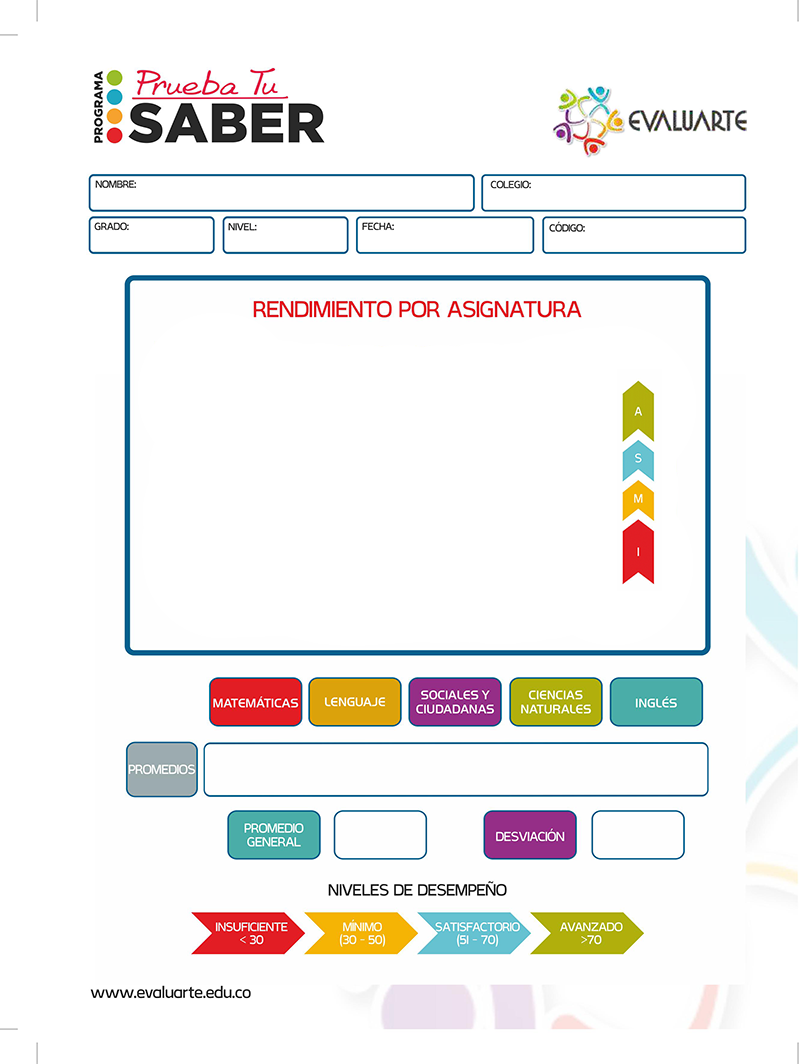 PROGRAMA
Prueba Tu
SABER
EVALUARTE
NOMBRE:
COLEGIO:
GRADO:
NIVEL:
FECHA:
CÓDIGO:
RENDIMIENTO POR ASIGNATURA
A
S
M
I
MATEMÁTICAS
LENGUAJE
SOCIALES Y
CIUDADANAS
CIENCIAS
NATURALES
INGLÉS
PROMEDIOS
PROMEDIO
GENERAL
DESVIACIÓN
NIVELES DE DESEMPEÑO
INSUFICIENTE
< 30
MÍNIMO
(30 - 50)
SATISFACTORIO
(51 - 70)
AVANZADO
>70
www.evaluarte.edu.co